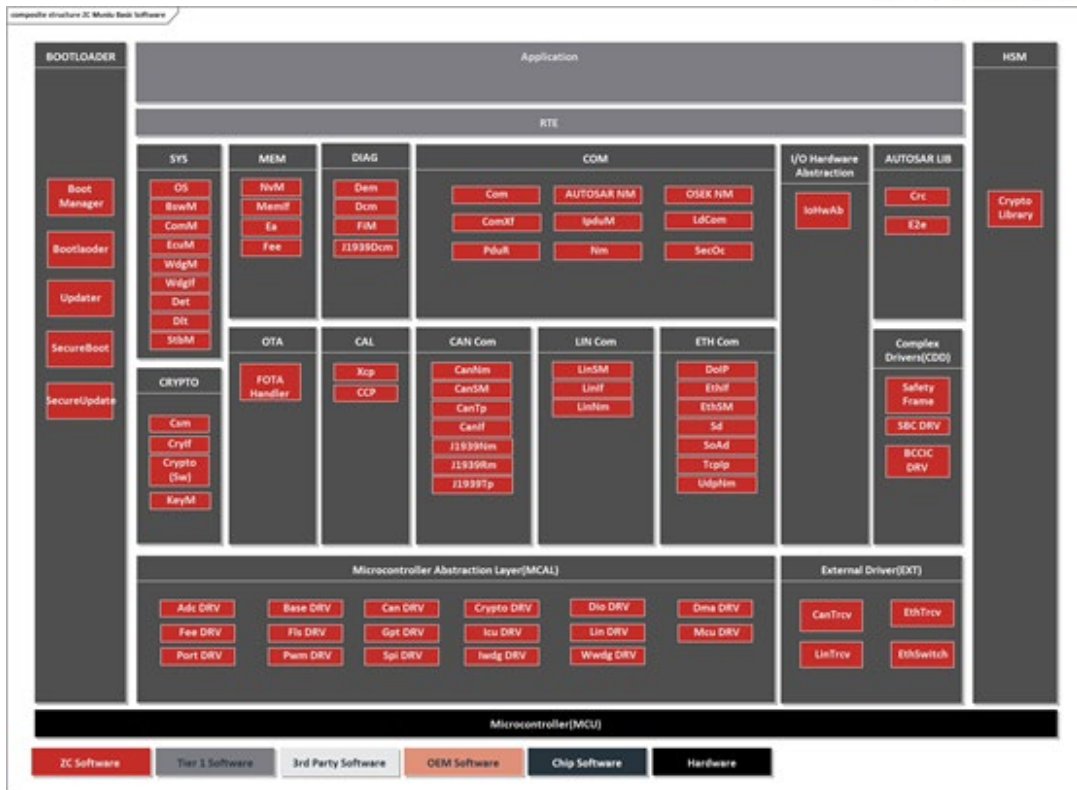 composite structure ZC Muniu Basic Software
BOOTLOADER
Boot
Manager
Bootlaoder
Updater
SecureBoot
SecureUpdate
Application
RTE
SYS
OS
BswM
ComM
EcuM
WdgM
WdgIf
Det
Dlt
StbM
CRYPTO
Csm
CryIf
Crypto
(Sw)
KeyM
MEM
NvM
MemIf
Ea
Fee
DIAG
Dem
Dcm
FiM
J1939Dcm
COM
Com
AUTOSAR NM
OSEK NM
ComXf
IpduM
LdCom
PduR
Nm
SecOc
OTA
FOTA
Handler
CAL
Xcp
CCP
CAN Com
CanNm
CanSM
CanTp
CanIf
J1939Nm
J1939Rm
J1939Tp
LIN Com
LinSM
LinIf
LinNm
ETH Com
DoIP
EthIf
EthSM
Sd
SoAd
TcpIp
UdpNm
I/O Hardware
Abstraction
IoHwAb
AUTOSAR LIB
Crc
E2e
Complex
Drivers(CDD)
Safety
Frame
SBC DRV
BCCIC
DRV
HSM
Crypto
Library
Microcontroller Abstraction Layer(MCAL)
Adc DRV
Base DRV
Can DRV
Crypto DRV
Dio DRV
Dma DRV
Fee DRV
Fls DRV
Gpt DRV
Icu DRV
Lin DRV
Mcu DRV
Port DRV
Pwm DRV
Spi DRV
Iwdg DRV
Wwdg DRV
External Driver(EXT)
CanTrcv
EthTrcv
LinTrcv
EthSwitch
Microcontroller(MCU)
ZC Software
Tier 1 Software
3rd Party Software
OEM Software
Chip Software
Hardware